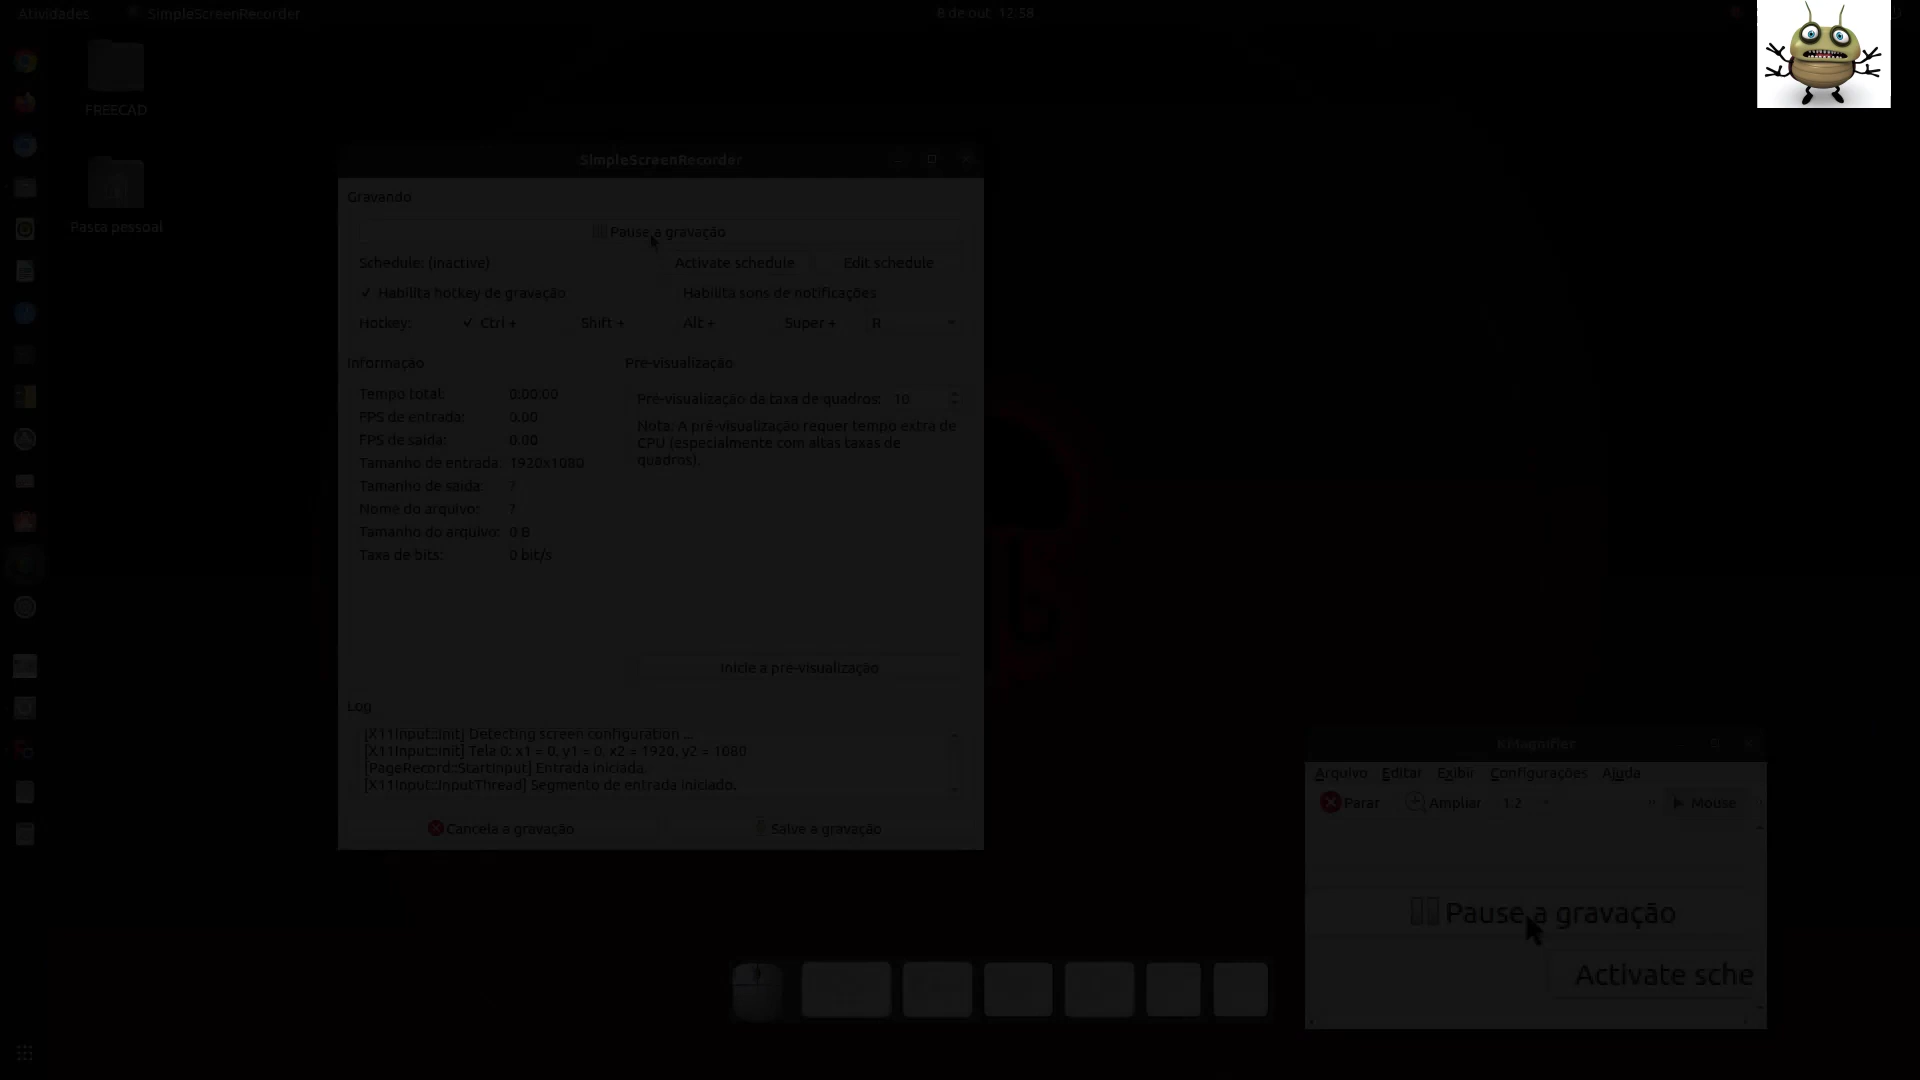 Atividades
SimpleScreenRecorder
8 de out 12:58
FREECAD
Pasta pessoal
SimpleScreenRecorder
Gravando
Pause a gravação
Schedule: (inactive)
Activate schedule
Edit schedule
✓ Habilita hotkey de gravação
Habilita sons de notificações
Hotkey: ✓ Ctrl + Shift + Alt + Super + R
Informação
Tempo total: 0:00:00
FPS de entrada: 0.00
FPS de saída: 0.00
Tamanho de entrada: 1920x1080
Tamanho de saída: ?
Nome do arquivo: ?
Tamanho do arquivo: 0 B
Taxa de bits: 0 bit/s
Pré-visualização
Pré-visualização da taxa de quadros: 10
Nota: A pré-visualização requer tempo extra de
CPU (especialmente com altas taxas de
quadros).
Inicie a pré-visualização
Log
[X11Input::Init] Detecting screen configuration ...
[X11Input::Init] Tela 0: x1 = 0, y1 = 0, x2 = 1920, y2 = 1080
[PageRecord::StartInput] Entrada iniciada.
[X11Input::InputThread] Segmento de entrada iniciado.
Cancela a gravação
Salve a gravação
KMagnifier
Arquivo Editar Exibir Configurações Ajuda
Parar Ampliar 1:2 Mouse
Pause a gravação
Activate sche